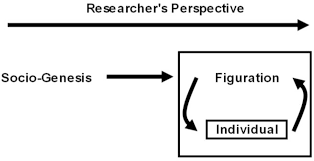 Researcher's Perspective
Socio-Genesis
Figuration
Individual